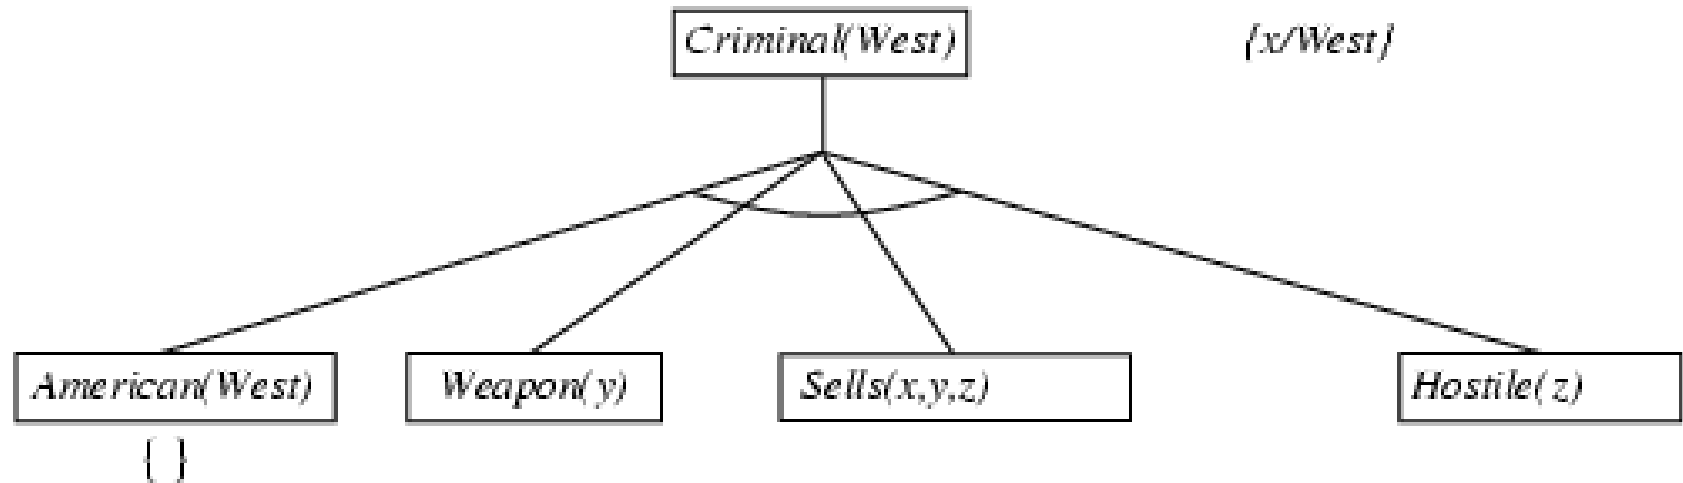 Criminal(West) {x/West}
American(West) Weapon(y) Sells(x,y,z) Hostile(z)
{ }